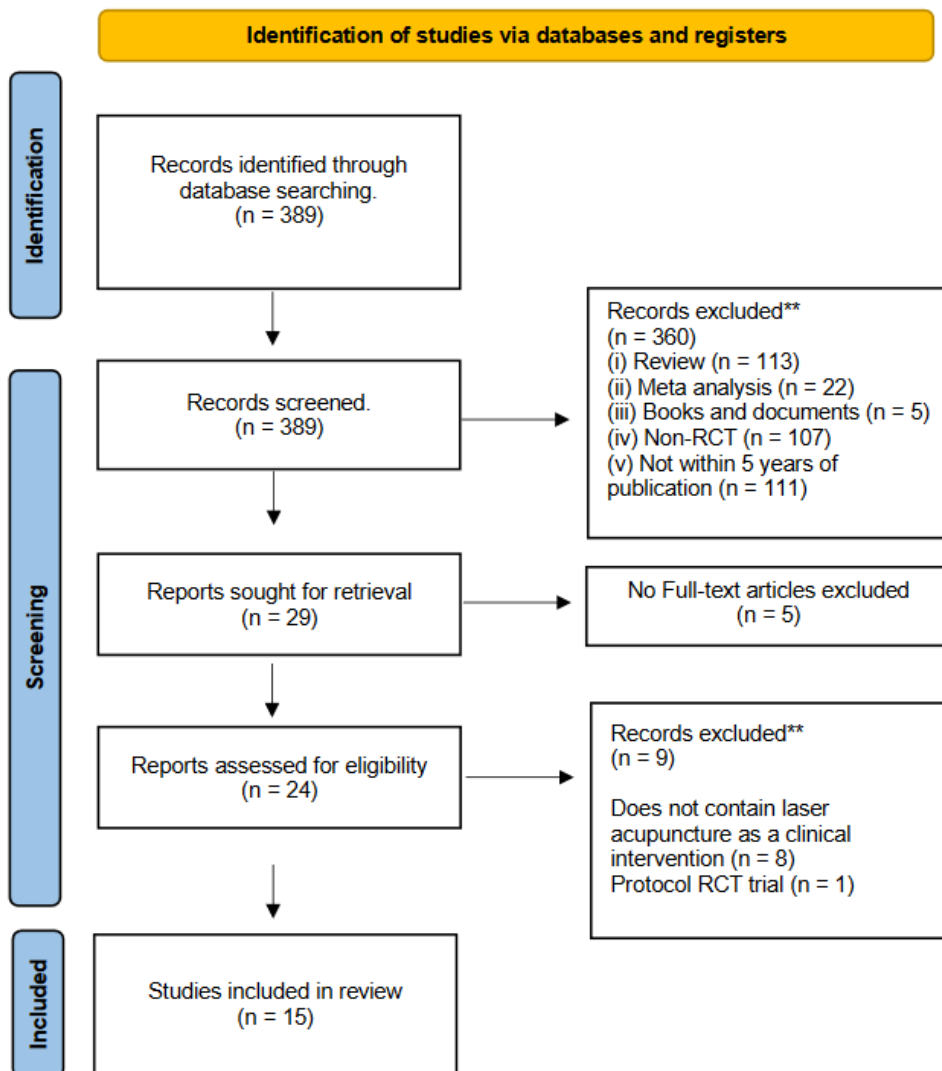 Identification of studies via databases and registers
Identification
Records identified through
database searching.
(n = 389)
Screening
Records screened.
(n = 389)
Records excluded**
(n = 360)
(i) Review (n = 113)
(ii) Meta analysis (n = 22)
(iii) Books and documents (n = 5)
(iv) Non-RCT (n = 107)
(v) Not within 5 years of
publication (n = 111)
Reports sought for retrieval
(n = 29)
No Full-text articles excluded
(n = 5)
Reports assessed for eligibility
(n = 24)
Records excluded**
(n = 9)
Does not contain laser
acupuncture as a clinical
intervention (n = 8)
Protocol RCT trial (n = 1)
Included
Studies included in review
(n = 15)